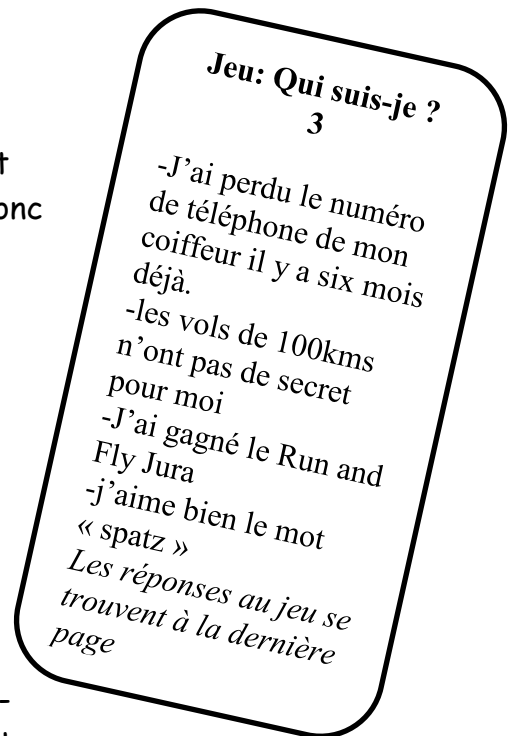 Jeu: Qui suis-je ?
3
-J’ai perdu le numéro
de téléphone de mon
coiffeur il y a six mois
déjà.
-les vols de 100kms
n’ont pas de secret
pour moi
-J’ai gagné le Run and
Fly Jura
-j’aime bien le mot
« spatz »
Les réponses au jeu se
trouvent à la dernière
page